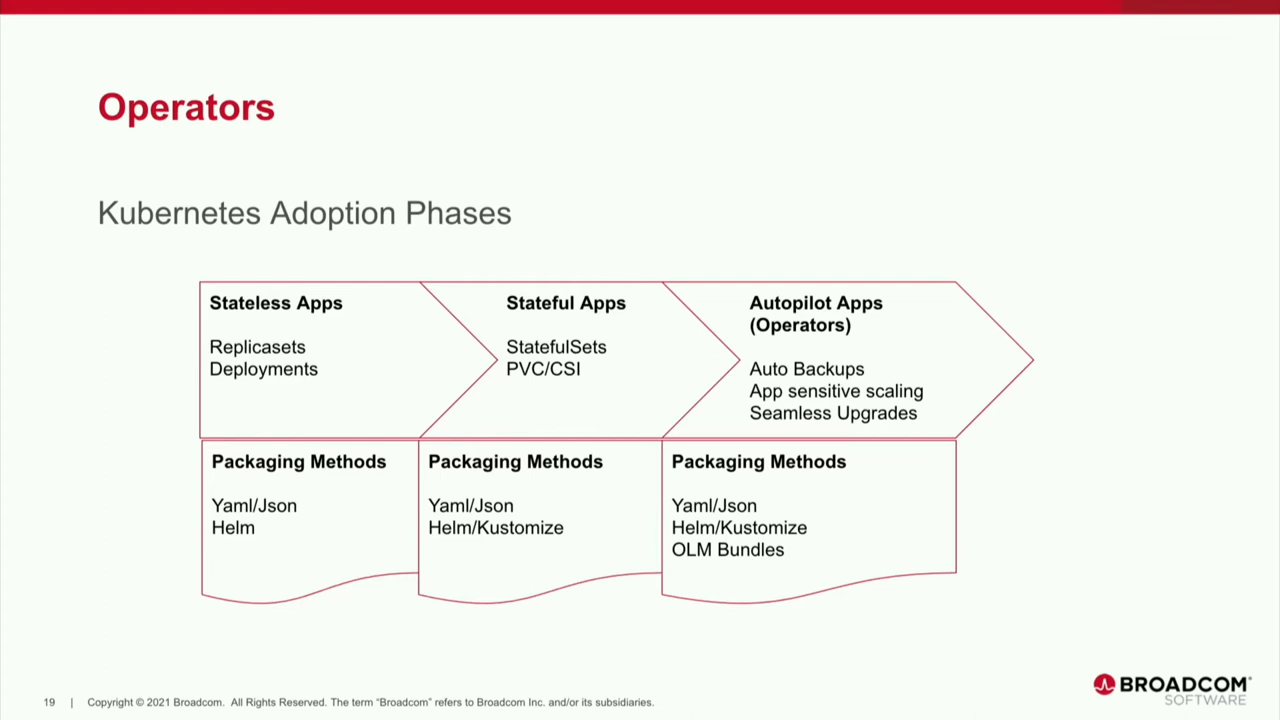 Operators
Kubernetes Adoption Phases
Stateless Apps
Replicasets
Deployments
Stateful Apps
StatefulSets
PVC/CSI
Autopilot Apps
(Operators)
Auto Backups
App sensitive scaling
Seamless Upgrades
Packaging Methods
Yaml/Json
Helm
Packaging Methods
Yaml/Json
Helm/Kustomize
Packaging Methods
Yaml/Json
Helm/Kustomize
OLM Bundles
19 | Copyright © 2021 Broadcom. All Rights Reserved. The term “Broadcom” refers to Broadcom Inc. and/or its subsidiaries.
BROADCOM®
SOFTWARE